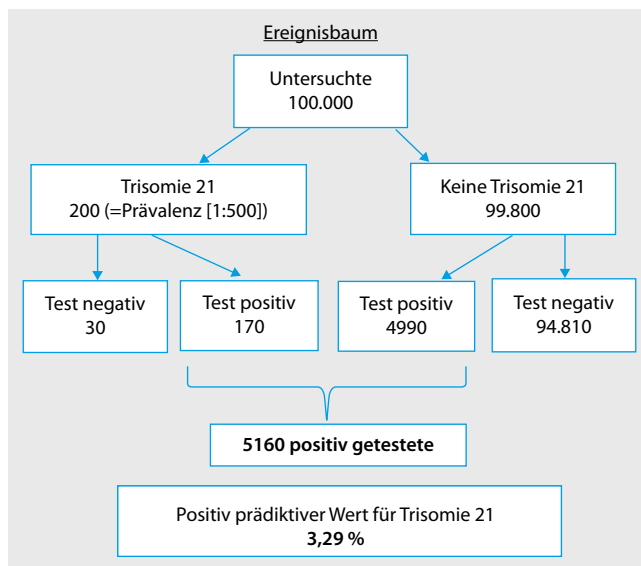 Ereignisbaum
Untersuchte
100.000
Trisomie 21
200 (=Prävalenz [1:500])
Keine Trisomie 21
99.800
Test negativ
30
Test positiv
170
Test positiv
4990
Test negativ
94.810
5160 positiv getestete
Positiv prädiktiver Wert für Trisomie 21
3,29 %